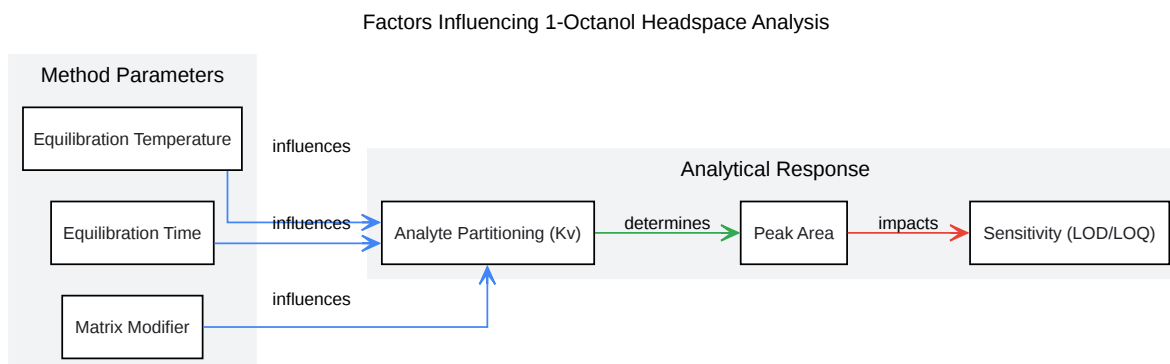 Factors Influencing 1-Octanol Headspace Analysis
Method Parameters
Equilibration Temperature
influences
Analytical Response
Equilibration Time
influences
Analyte Partitioning (Kv)
determines
Peak Area
impacts
Sensitivity (LOD/LOQ)
influences
Matrix Modifier